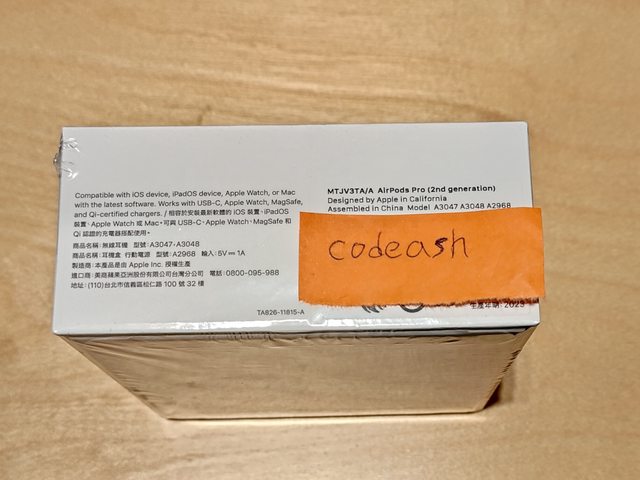 Compatible with iOS device, iPadOS device, Apple Watch, or Mac
with the latest software. Works with USB-C, Apple Watch, MagSafe,
and Qi-certified chargers. / 相容於安裝最新軟體的 iOS 裝置、iPadOS
裝置、Apple Watch 或 Mac。可與 USB-C、Apple Watch、MagSafe 和
Qi 認證的充電器搭配使用。
商品名稱: 無線耳機 型號: A3047、A3048
商品名稱: 耳機盒 行動電源 型號: A2968 輸入: 5V⎓1A
製造商: 本產品是由 Apple Inc. 授權生產
進口商: 美商蘋果亞洲股份有限公司台灣分公司 電話: 0800-095-988
地址: (110)台北市信義區松仁路 100 號 32 樓
TA826-11815-A
MTJV3TA/A AirPods Pro (2nd generation)
Designed by Apple in California
Assembled in China Model A3047 A3048 A2968
codeash
生產年期: 2023